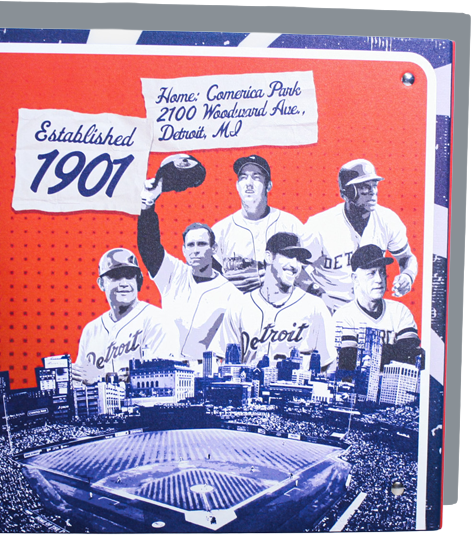 Home: Comerica Park
2100 Woodward Ave.,
Detroit, MI
Established
1901
DET
Detroit
Detroit